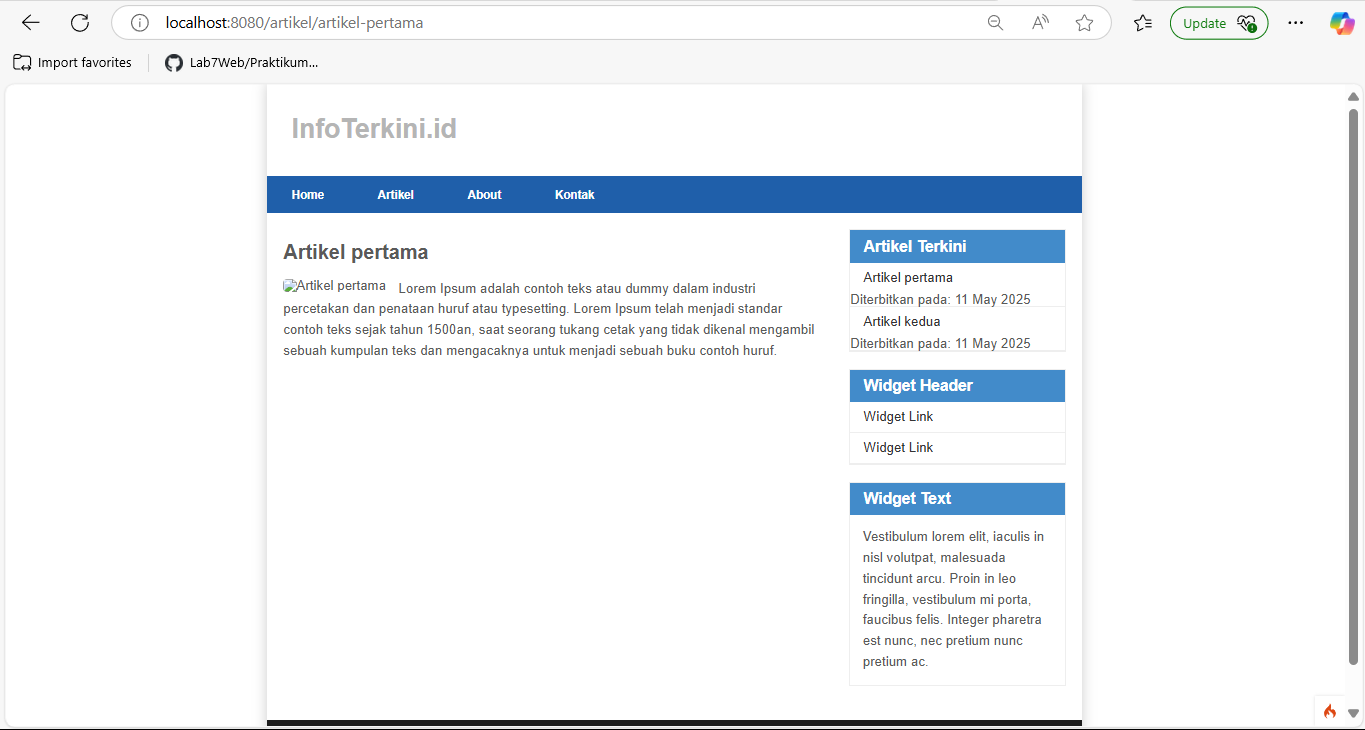 localhost:8080/artikel/artikel-pertama
Update
Import favorites
Lab7Web/Praktikum...
InfoTerkini.id
Home
Artikel
About
Kontak
Artikel pertama
Artikel pertama
Lorem Ipsum adalah contoh teks atau dummy dalam industri
percetakan dan penataan huruf atau typesetting. Lorem Ipsum telah menjadi standar
contoh teks sejak tahun 1500an, saat seorang tukang cetak yang tidak dikenal mengambil
sebuah kumpulan teks dan mengacaknya untuk menjadi sebuah buku contoh huruf.
Artikel Terkini
Artikel pertama
Diterbitkan pada: 11 May 2025
Artikel kedua
Diterbitkan pada: 11 May 2025
Widget Header
Widget Link
Widget Link
Widget Text
Vestibulum lorem elit, iaculis in
nisl volutpat, malesuada
tincidunt arcu. Proin in leo
fringilla, vestibulum mi porta,
faucibus felis. Integer pharetra
est nunc, nec pretium nunc
pretium ac.